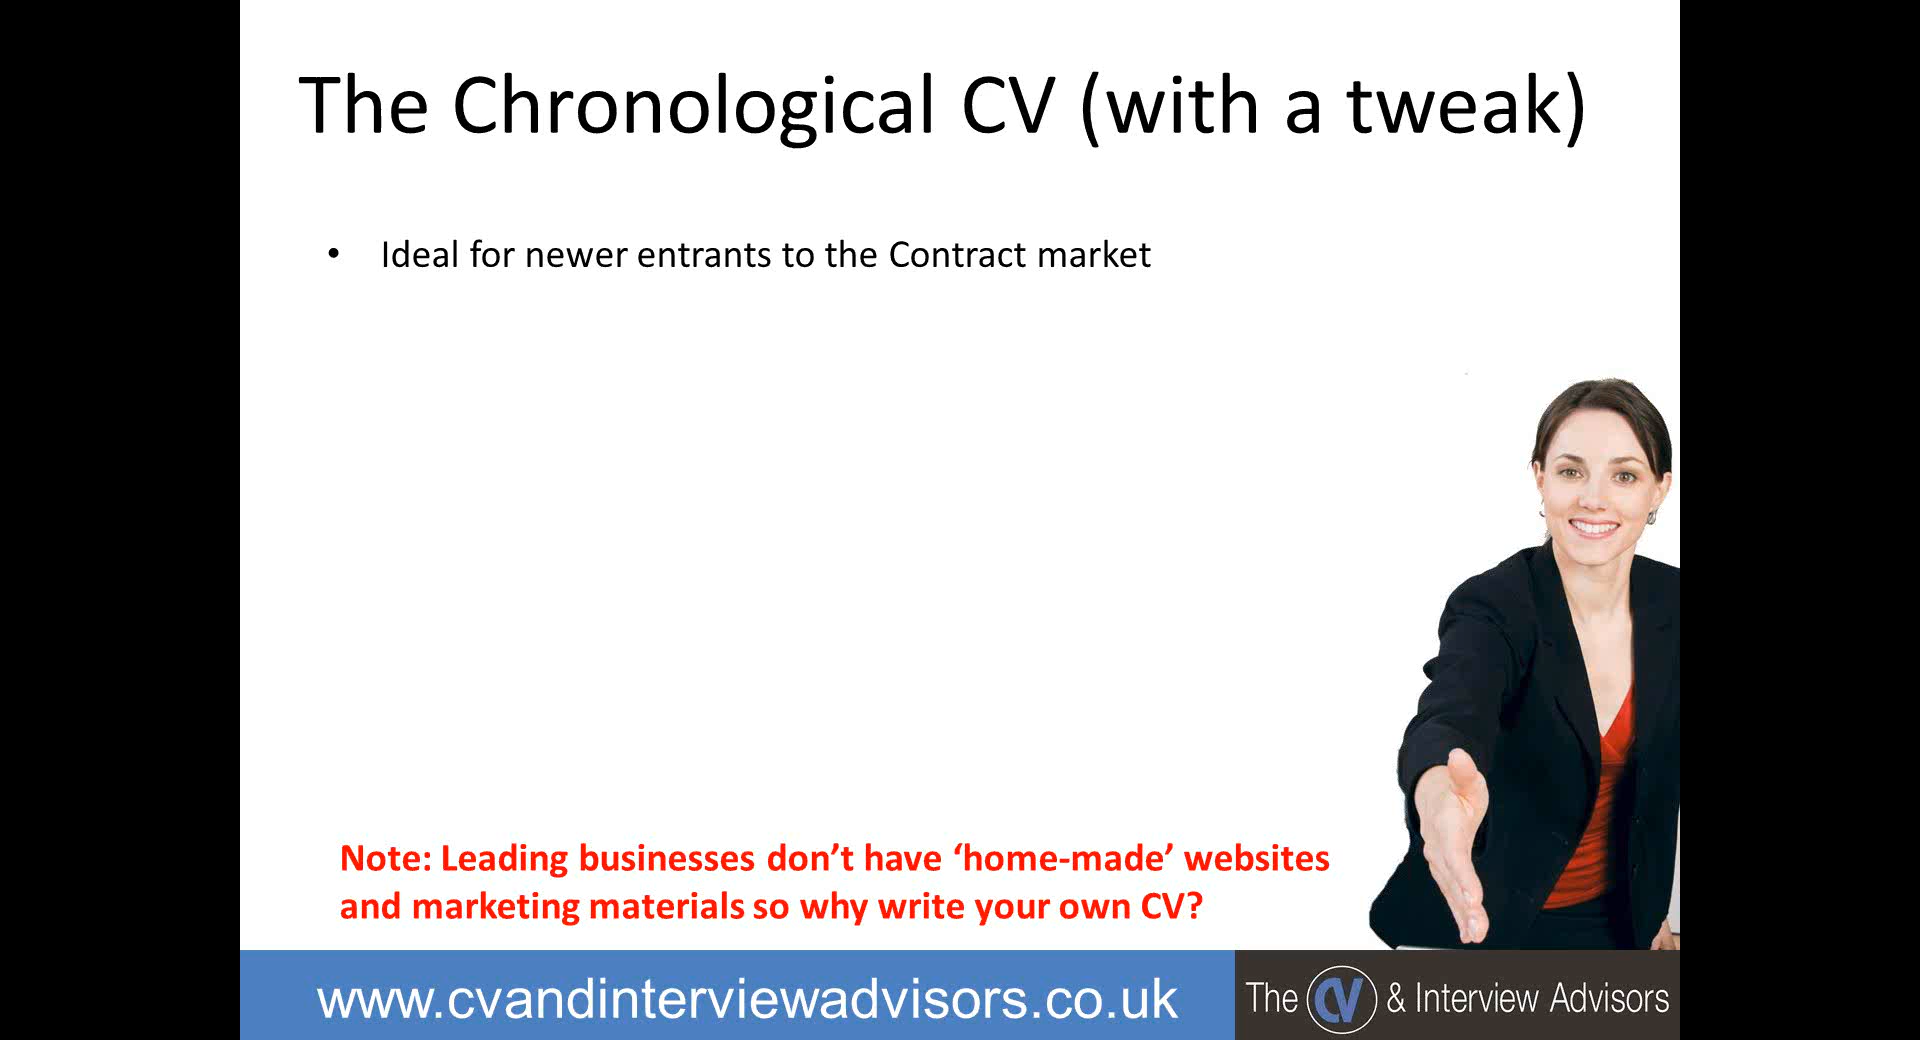 The Chronological CV (with a tweak)
• Ideal for newer entrants to the Contract market
Note: Leading businesses don’t have ‘home-made’ websites
and marketing materials so why write your own CV?
www.cvandinterviewadvisors.co.uk
The CV & Interview Advisors